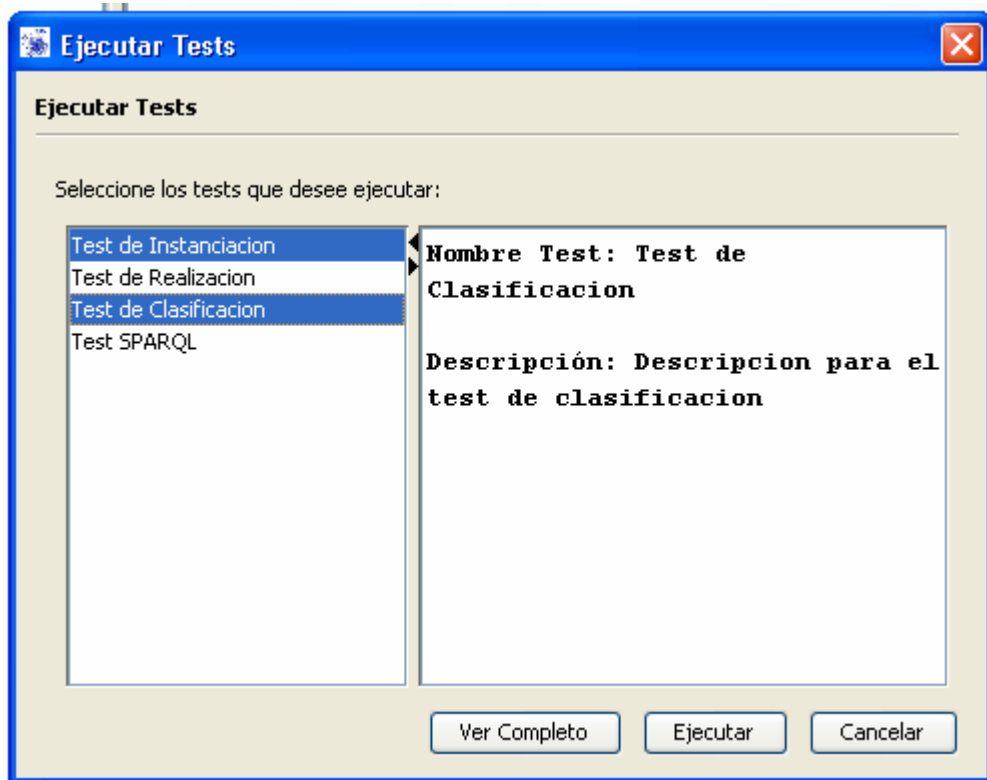 Ejecutar Tests
Ejecutar Tests
Seleccione los tests que desee ejecutar:
Test de Instanciacion
Test de Realizacion
Test de Clasificacion
Test SPARQL
Nombre Test: Test de
Clasificacion
Descripción: Descripcion para el
test de clasificacion
Ver Completo
Ejecutar
Cancelar